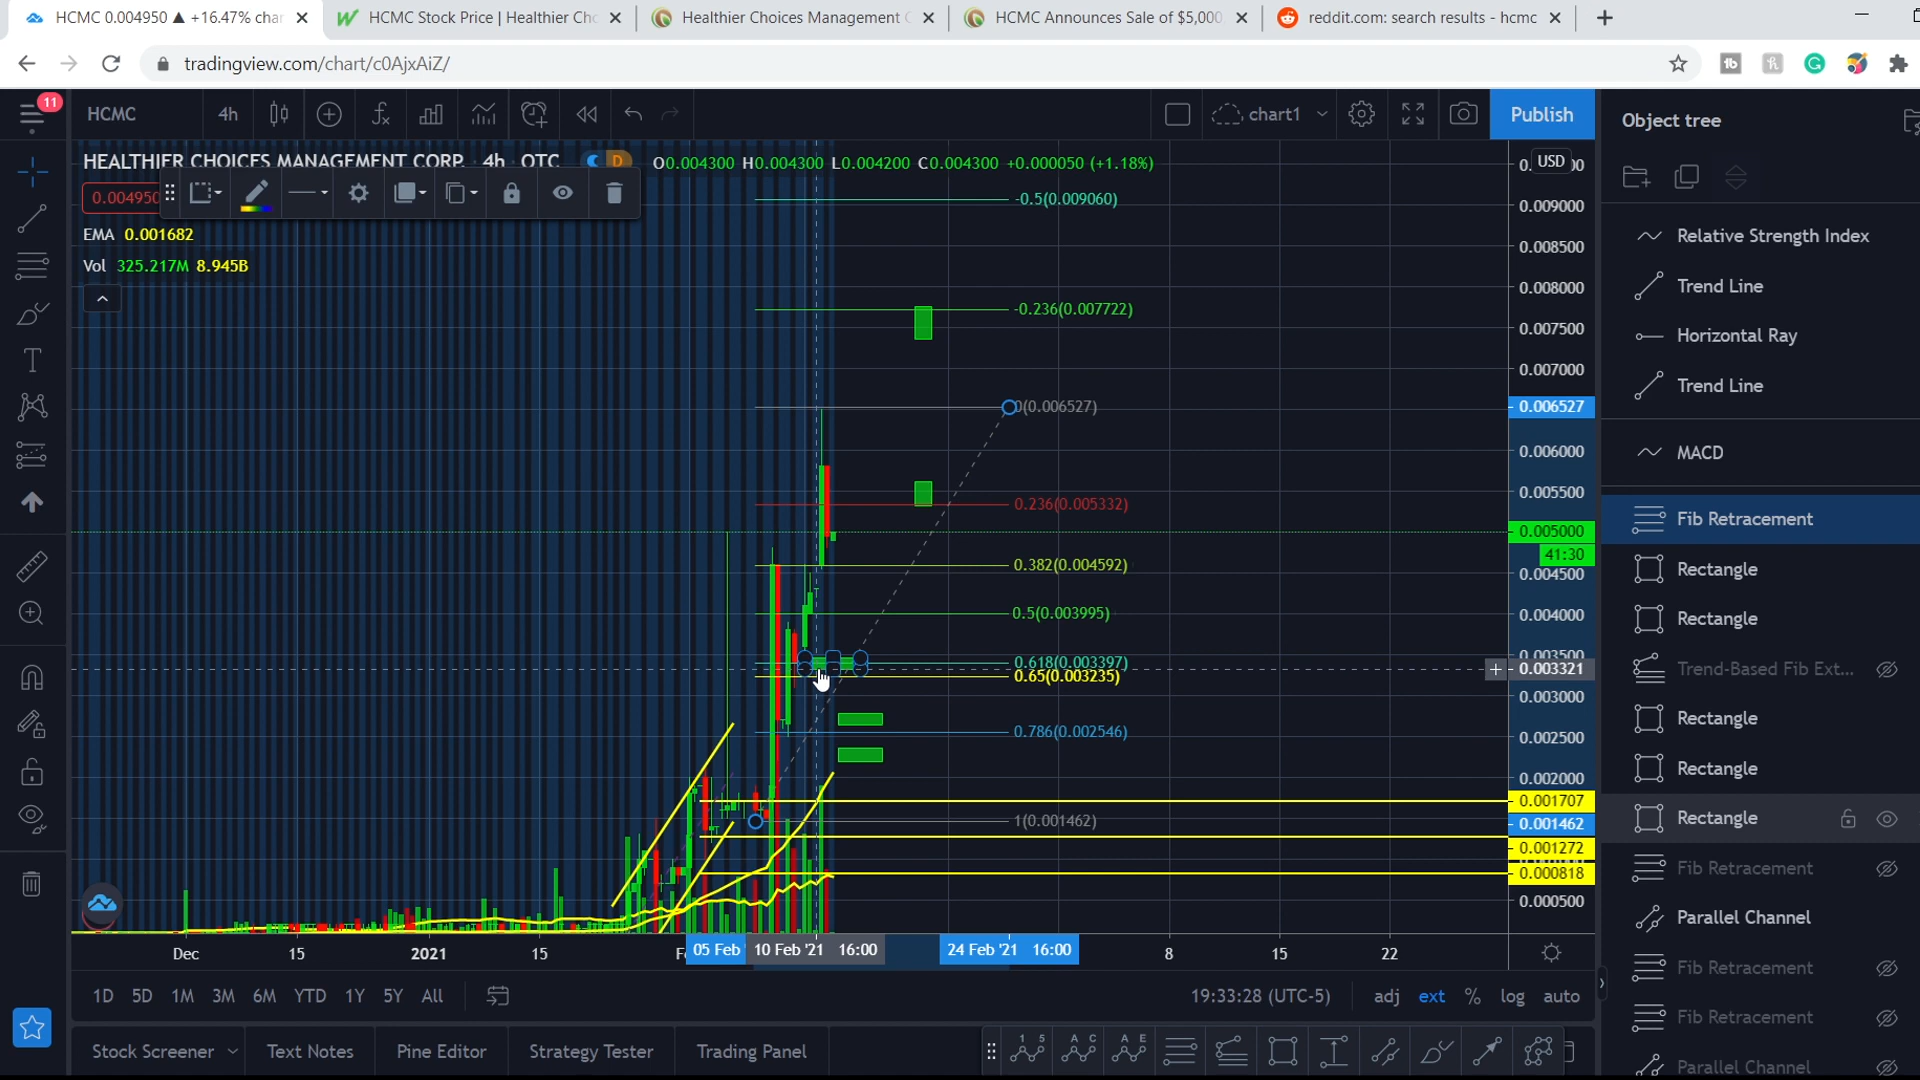 HCMC 0.004950 ▲ +16.47% char
HCMC Stock Price | Healthier Cho
Healthier Choices Management C
HCMC Announces Sale of $5,000
reddit.com: search results - hcmc
tradingview.com/chart/c0AjxAiZ/
11
HCMC
4h
chart1
Publish
Object tree
HEALTHIER CHOICES MANAGEMENT CORP. 4h OTC
D
O0.004300 H0.004300 L0.004200 C0.004300 +0.000050 (+1.18%)
USD
0.004950
EMA 0.001682
Vol 325.217M 8.945B
-0.5(0.009060)
-0.236(0.007722)
0(0.006527)
0.236(0.005332)
0.382(0.004592)
0.5(0.003995)
0.618(0.003397)
0.65(0.003235)
0.786(0.002546)
1(0.001462)
0.009000
0.008500
0.008000
0.007500
0.007000
0.006527
0.006000
0.005500
0.005000
41:30
0.004500
0.004000
0.003500
0.003321
0.003000
0.002500
0.002000
0.001707
0.001462
0.001272
0.000818
0.000500
Relative Strength Index
Trend Line
Horizontal Ray
Trend Line
MACD
Fib Retracement
Rectangle
Rectangle
Trend-Based Fib Ext...
Rectangle
Rectangle
Rectangle
Fib Retracement
Parallel Channel
Fib Retracement
Fib Retracement
Parallel Channel
Dec
15
2021
15
05 Feb
10 Feb '21 16:00
24 Feb '21 16:00
8
15
22
1D 5D 1M 3M 6M YTD 1Y 5Y All
19:33:28 (UTC-5)
adj ext % log auto
Stock Screener
Text Notes
Pine Editor
Strategy Tester
Trading Panel